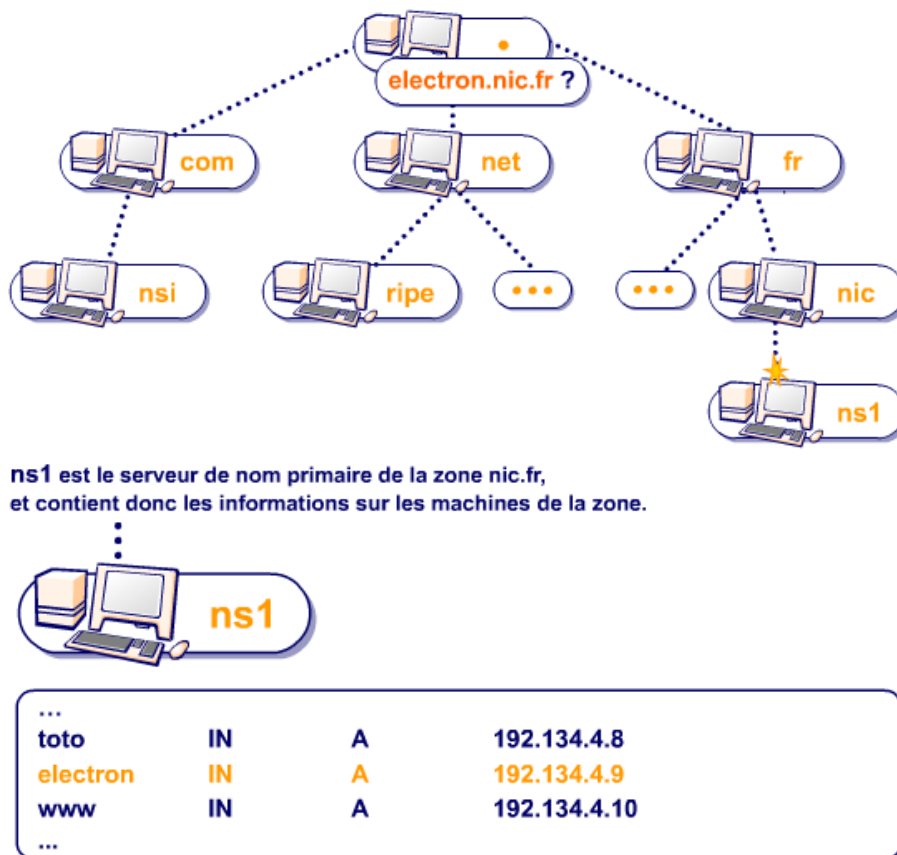 •
electron.nic.fr ?
com
net
fr
nsi
ripe
•••
•••
nic
ns1
ns1 est le serveur de nom primaire de la zone nic.fr,
et contient donc les informations sur les machines de la zone.
ns1
...
toto IN A 192.134.4.8
electron IN A 192.134.4.9
www IN A 192.134.4.10
...